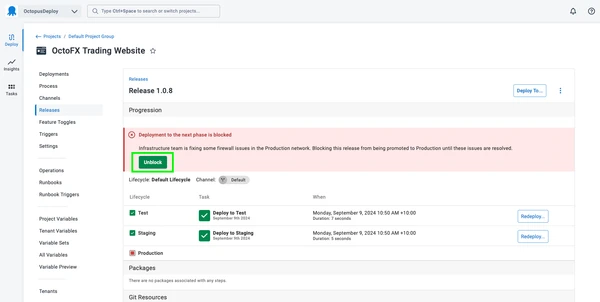 OctopusDeploy
Type Ctrl+Space to search or switch projects...
Deploy
Insights
Tasks
Projects / Default Project Group
OctoFX Trading Website
Deployments
Process
Channels
Releases
Feature Toggles
Triggers
Settings
Operations
Runbooks
Runbook Triggers
Project Variables
Tenant Variables
Variable Sets
All Variables
Variable Preview
Tenants
Releases
Release 1.0.8
Deploy To...
Progression
Deployment to the next phase is blocked
Infrastructure team is fixing some firewall issues in the Production network. Blocking this release from being promoted to Production until these issues are resolved.
Unblock
Lifecycle: Default Lifecycle Channel: Default
Lifecycle Task When
Test Deploy to Test Monday, September 9, 2024 10:50 AM +10:00 Redeploy...
September 9th 2024 Duration: 7 seconds
Staging Deploy to Staging Monday, September 9, 2024 10:50 AM +10:00 Redeploy...
September 9th 2024 Duration: 5 seconds
Production
Packages
There are no packages associated with any steps.
Git Resources